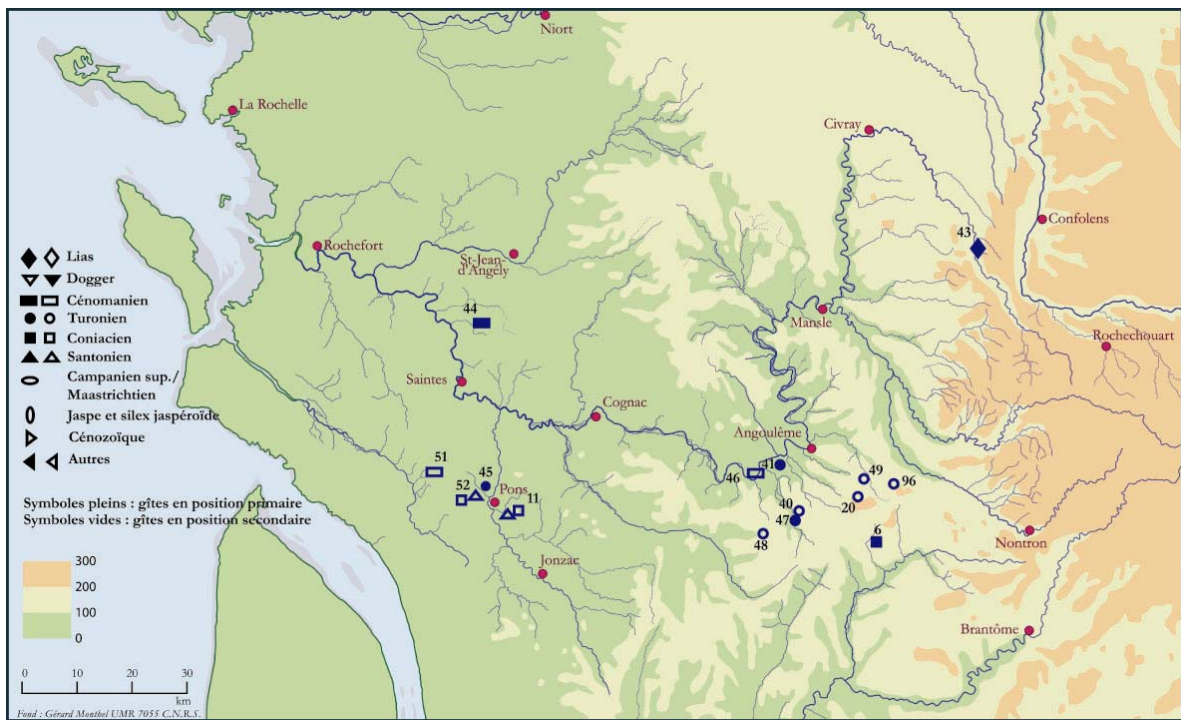 Niort
La Rochelle
Civray
Confolens
43
Rochefort
St-Jean-
d'Angely
44
Mansle
Rochechouart
Saintes
Cognac
Angoulême
51
45
52
Pons
11
46
41
49
96
20
40
47
48
6
Nontron
Jonzac
Brantôme
Lias
Dogger
Cénomanien
Turonien
Coniacien
Santonien
Campanien sup./
Maastrichtien
Jaspe et silex jaspéroïde
Cénozoïque
Autres
Symboles pleins : gîtes en position primaire
Symboles vides : gîtes en position secondaire
300
200
100
0
0 10 20 30
km
Fond : Gérard Monthel UMR 7055 C.N.R.S.